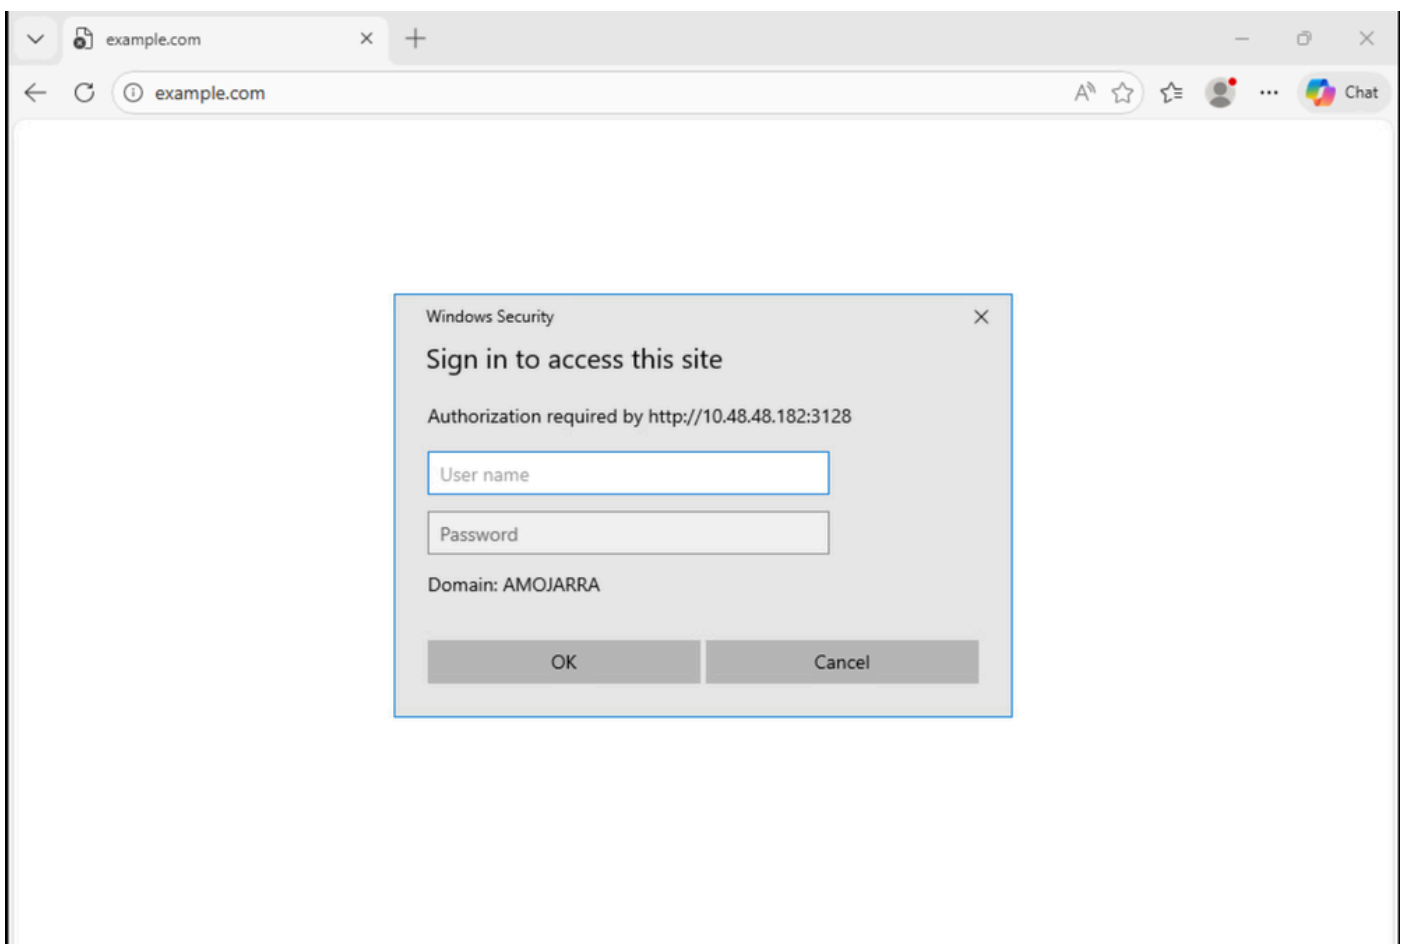 example.com
example.com
Chat
Windows Security
Sign in to access this site
Authorization required by http://10.48.48.182:3128
User name
Password
Domain: AMOJARRA
OK
Cancel